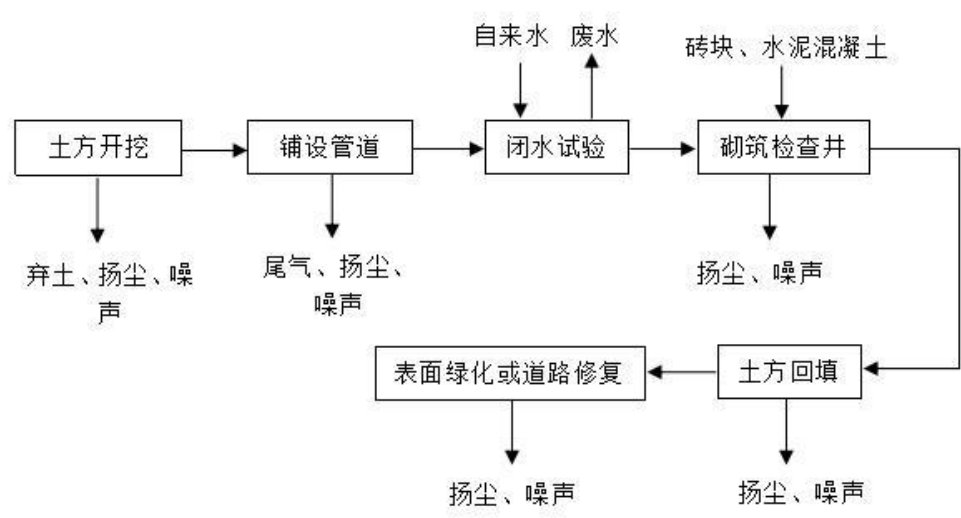 自来水 废水
砖块、水泥混凝土
土方开挖
铺设管道
闭水试验
砌筑检查井
弃土、扬尘、噪
声
尾气、扬尘、
噪声
扬尘、噪声
表面绿化或道路修复
土方回填
扬尘、噪声
扬尘、噪声